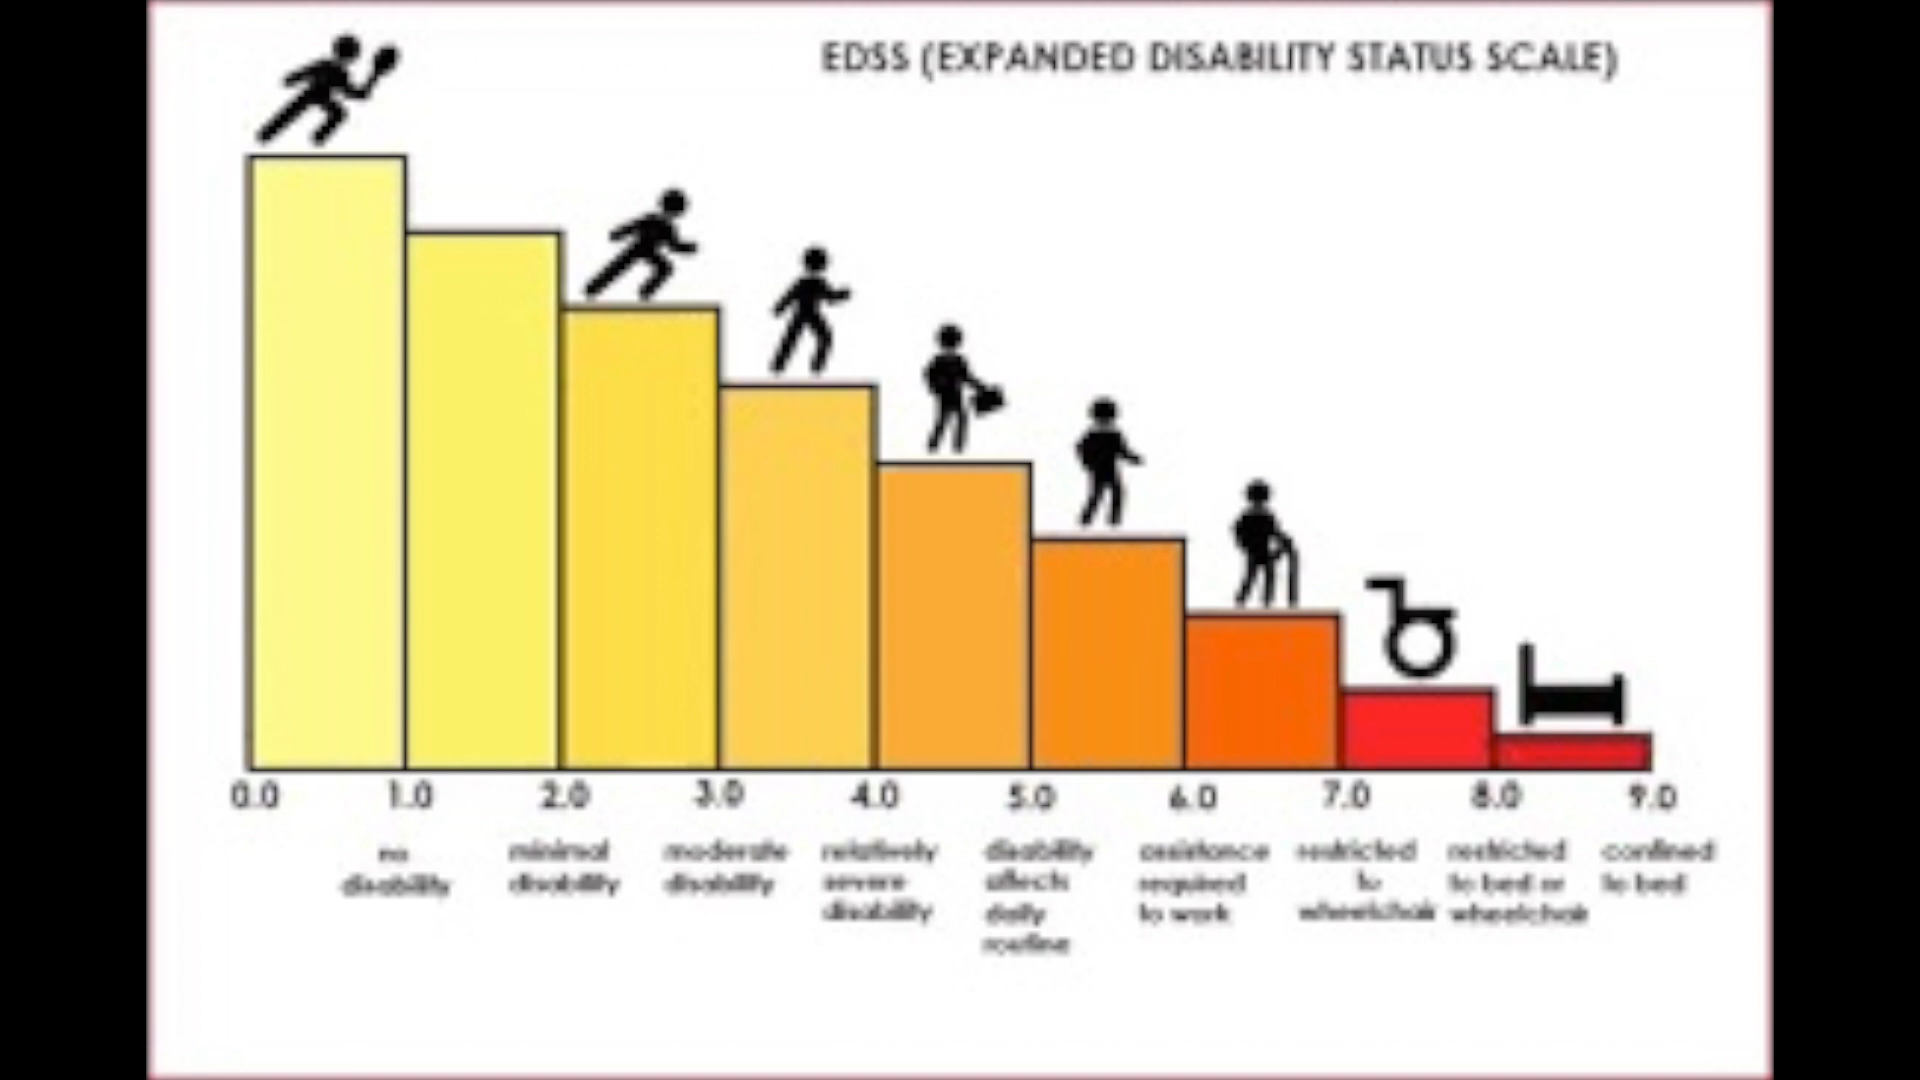 EDSS (EXPANDED DISABILITY STATUS SCALE)
0.0 1.0 2.0 3.0 4.0 5.0 6.0 7.0 8.0 9.0
no
disability
minimal
disability
moderate
disability
relatively
severe
disability
disability
affects
daily
routine
assistance
required
to work
restricted
to
wheelchair
restricted
to bed or
wheelchair
confined
to bed